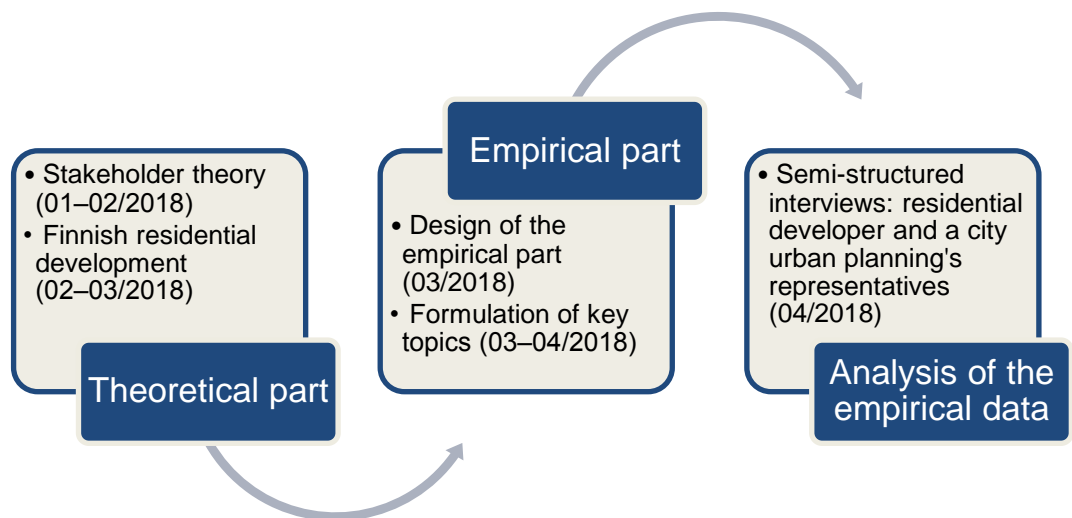 • Stakeholder theory
(01–02/2018)
• Finnish residential
development
(02–03/2018)
Theoretical part
Empirical part
• Design of the
empirical part
(03/2018)
• Formulation of key
topics (03–04/2018)
• Semi-structured
interviews: residential
developer and a city
urban planning's
representatives
(04/2018)
Analysis of the
empirical data